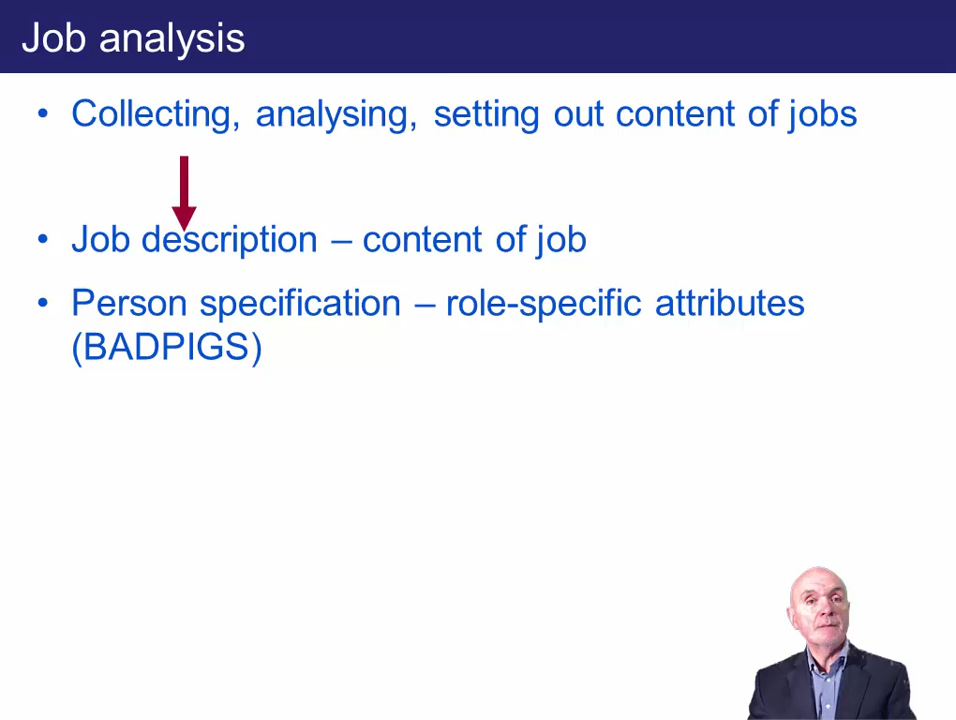 Job analysis
• Collecting, analysing, setting out content of jobs
• Job description – content of job
• Person specification – role-specific attributes
(BADPIGS)